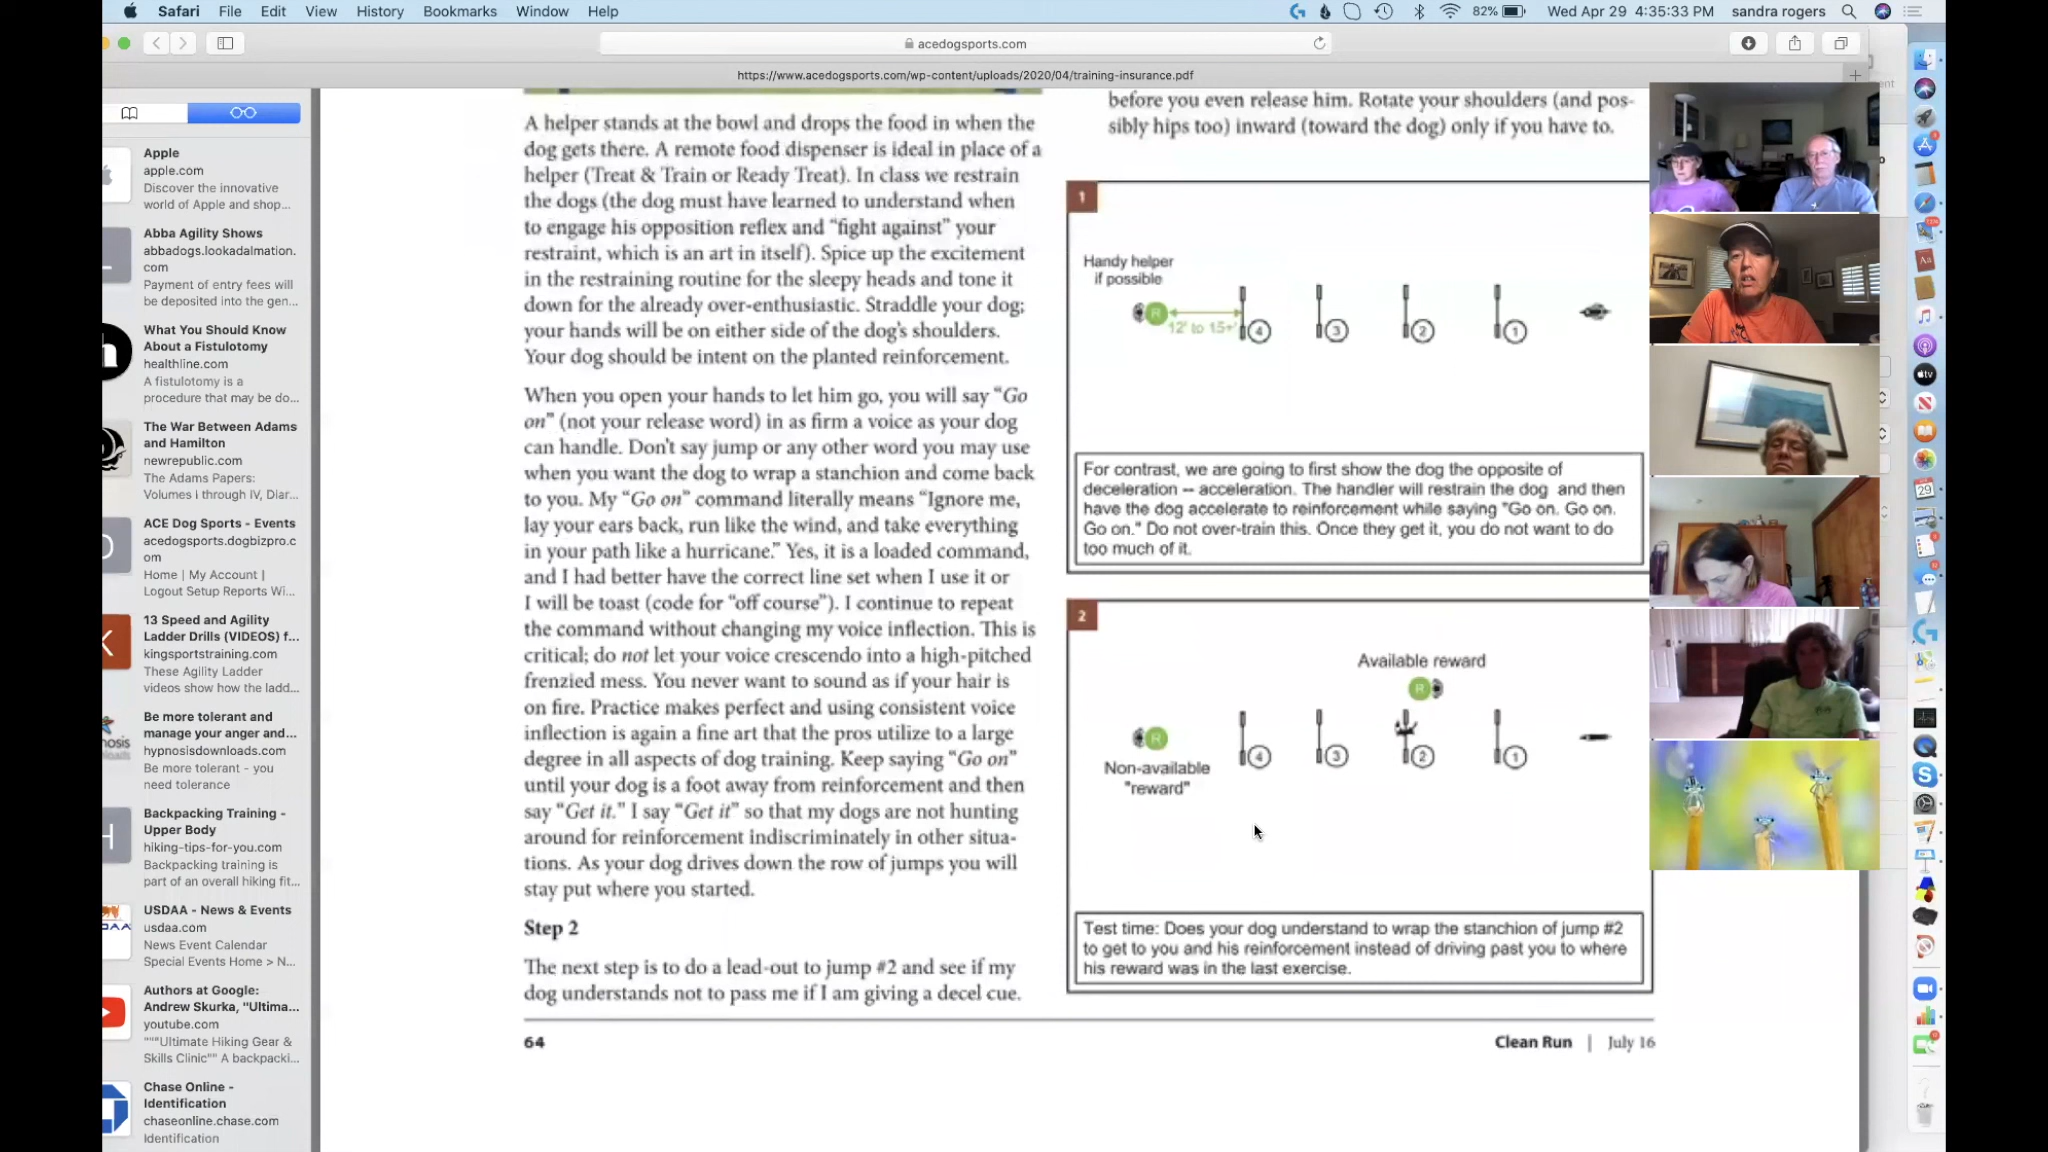 Safari File Edit View History Bookmarks Window Help
82% Wed Apr 29 4:35:33 PM sandra rogers
acedogsports.com
https://www.acedogsports.com/wp-content/uploads/2020/04/training-insurance.pdf
Apple
apple.com
Discover the innovative
world of Apple and shop...
Abba Agility Shows
abbadogs.lookadalmation.
com
Payment of entry fees will
be deposited into the gen...
What You Should Know
About a Fistulotomy
healthline.com
A fistulotomy is a
procedure that may be do...
The War Between Adams
and Hamilton
newrepublic.com
The Adams Papers:
Volumes I through IV, Diar...
ACE Dog Sports - Events
acedogsports.dogbizpro.c
om
Home | My Account |
Logout Setup Reports Wi...
13 Speed and Agility
Ladder Drills (VIDEOS) f...
kingsportstraining.com
These Agility Ladder
videos show how the ladd...
Be more tolerant and
manage your anger and...
hypnosisdownloads.com
Be more tolerant - you
need tolerance
Backpacking Training -
Upper Body
hiking-tips-for-you.com
Backpacking training is
part of an overall hiking fit...
USDAA - News & Events
usdaa.com
News Event Calendar
Special Events Home > N...
Authors at Google:
Andrew Skurka, "Ultima...
youtube.com
"""Ultimate Hiking Gear &
Skills Clinic"" A backpacki...
Chase Online -
Identification
chaseonline.chase.com
Identification
A helper stands at the bowl and drops the food in when the
dog gets there. A remote food dispenser is ideal in place of a
helper (Treat & Train or Ready Treat). In class we restrain
the dogs (the dog must have learned to understand when
to engage his opposition reflex and “fight against” your
restraint, which is an art in itself). Spice up the excitement
in the restraining routine for the sleepy heads and tone it
down for the already over-enthusiastic. Straddle your dog;
your hands will be on either side of the dog’s shoulders.
Your dog should be intent on the planted reinforcement.
When you open your hands to let him go, you will say “Go
on” (not your release word) in as firm a voice as your dog
can handle. Don’t say jump or any other word you may use
when you want the dog to wrap a stanchion and come back
to you. My “Go on” command literally means “Ignore me,
lay your ears back, run like the wind, and take everything
in your path like a hurricane.” Yes, it is a loaded command,
and I had better have the correct line set when I use it or
I will be toast (code for “off course”). I continue to repeat
the command without changing my voice inflection. This is
critical; do not let your voice crescendo into a high-pitched
frenzied mess. You never want to sound as if your hair is
on fire. Practice makes perfect and using consistent voice
inflection is again a fine art that the pros utilize to a large
degree in all aspects of dog training. Keep saying “Go on”
until your dog is a foot away from reinforcement and then
say “Get it.” I say “Get it” so that my dogs are not hunting
around for reinforcement indiscriminately in other situa-
tions. As your dog drives down the row of jumps you will
stay put where you started.
Step 2
The next step is to do a lead-out to jump #2 and see if my
dog understands not to pass me if I am giving a decel cue.
before you even release him. Rotate your shoulders (and pos-
sibly hips too) inward (toward the dog) only if you have to.
1
Handy helper
if possible
R
12' to 15+'
4 3 2 1
For contrast, we are going to first show the dog the opposite of
deceleration -- acceleration. The handler will restrain the dog and then
have the dog accelerate to reinforcement while saying "Go on. Go on.
Go on." Do not over-train this. Once they get it, you do not want to do
too much of it.
2
Available reward
R
R
4 3 2 1
Non-available
"reward"
Test time: Does your dog understand to wrap the stanchion of jump #2
to get to you and his reinforcement instead of driving past you to where
his reward was in the last exercise.
64
Clean Run | July 16